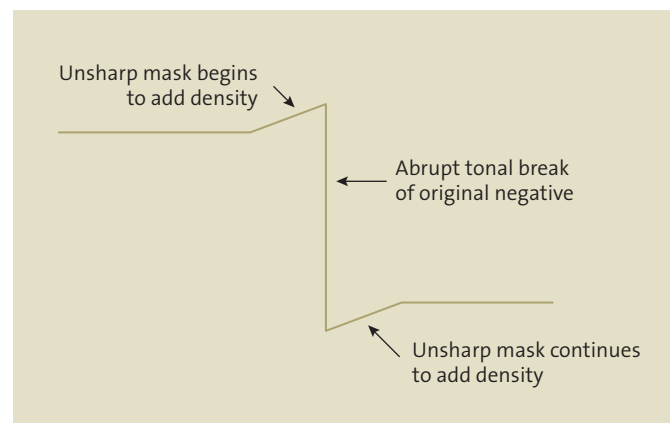 Unsharp mask begins
to add density
Abrupt tonal break
of original negative
Unsharp mask continues
to add density